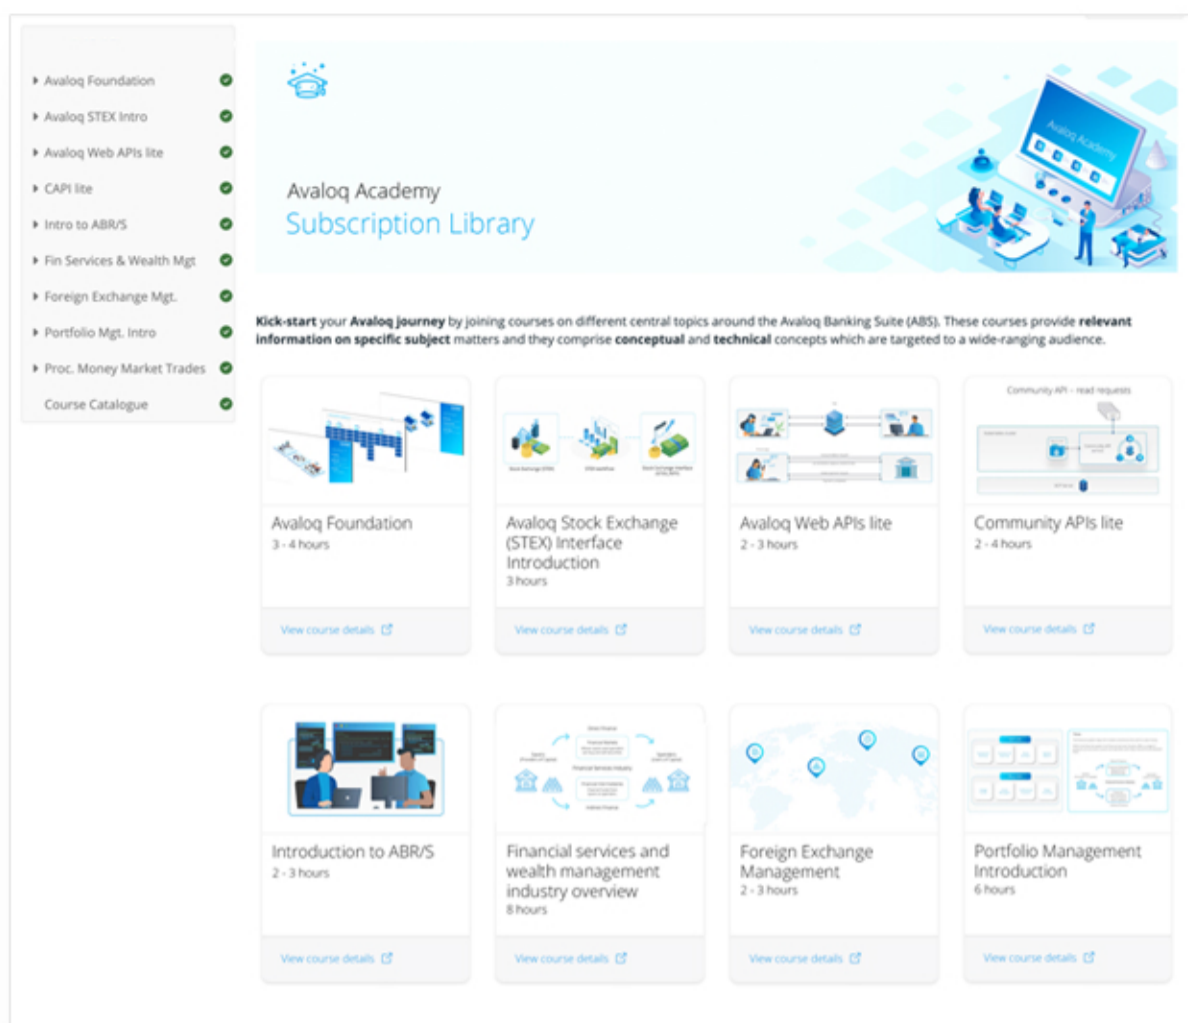 Avaloq Foundation
Avaloq STEX Intro
Avaloq Web APIs lite
CAPI lite
Intro to ABR/S
Fin Services & Wealth Mgt
Foreign Exchange Mgt.
Portfolio Mgt. Intro
Proc. Money Market Trades
Course Catalogue
Avaloq Academy
Subscription Library
Avaloq Academy
Kick-start your Avaloq journey by joining courses on different central topics around the Avaloq Banking Suite (ABS). These courses provide relevant
information on specific subject matters and they comprise conceptual and technical concepts which are targeted to a wide-ranging audience.
Avaloq Foundation
3 - 4 hours
View course details
Avaloq Stock Exchange
(STEX) Interface
Introduction
3 hours
View course details
Avaloq Web APIs lite
2 - 3 hours
View course details
Community API – read requests
Community APIs lite
2 - 4 hours
View course details
Introduction to ABR/S
2 - 3 hours
View course details
Financial Services Industry
Financial services and
wealth management
industry overview
8 hours
View course details
Foreign Exchange
Management
2 - 3 hours
View course details
Portfolio Management
Introduction
6 hours
View course details